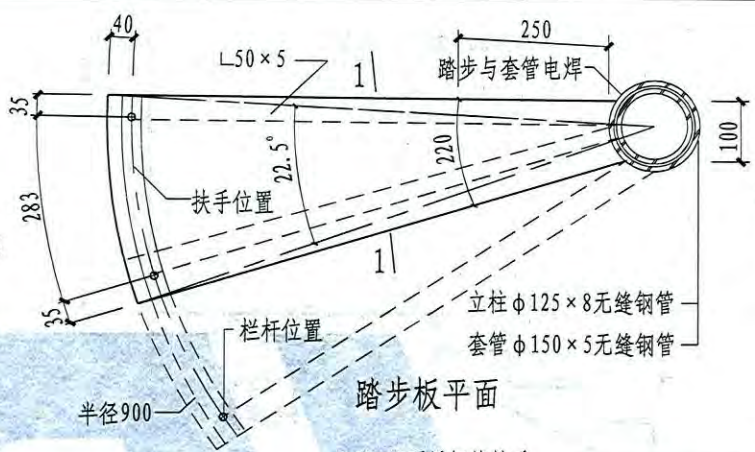 40
250
∟50×5
1
踏步与套管电焊
35
100
22.5°
220
283
扶手位置
1
35
立柱φ125×8无缝钢管
栏杆位置
套管φ150×5无缝钢管
半径900
踏步板平面